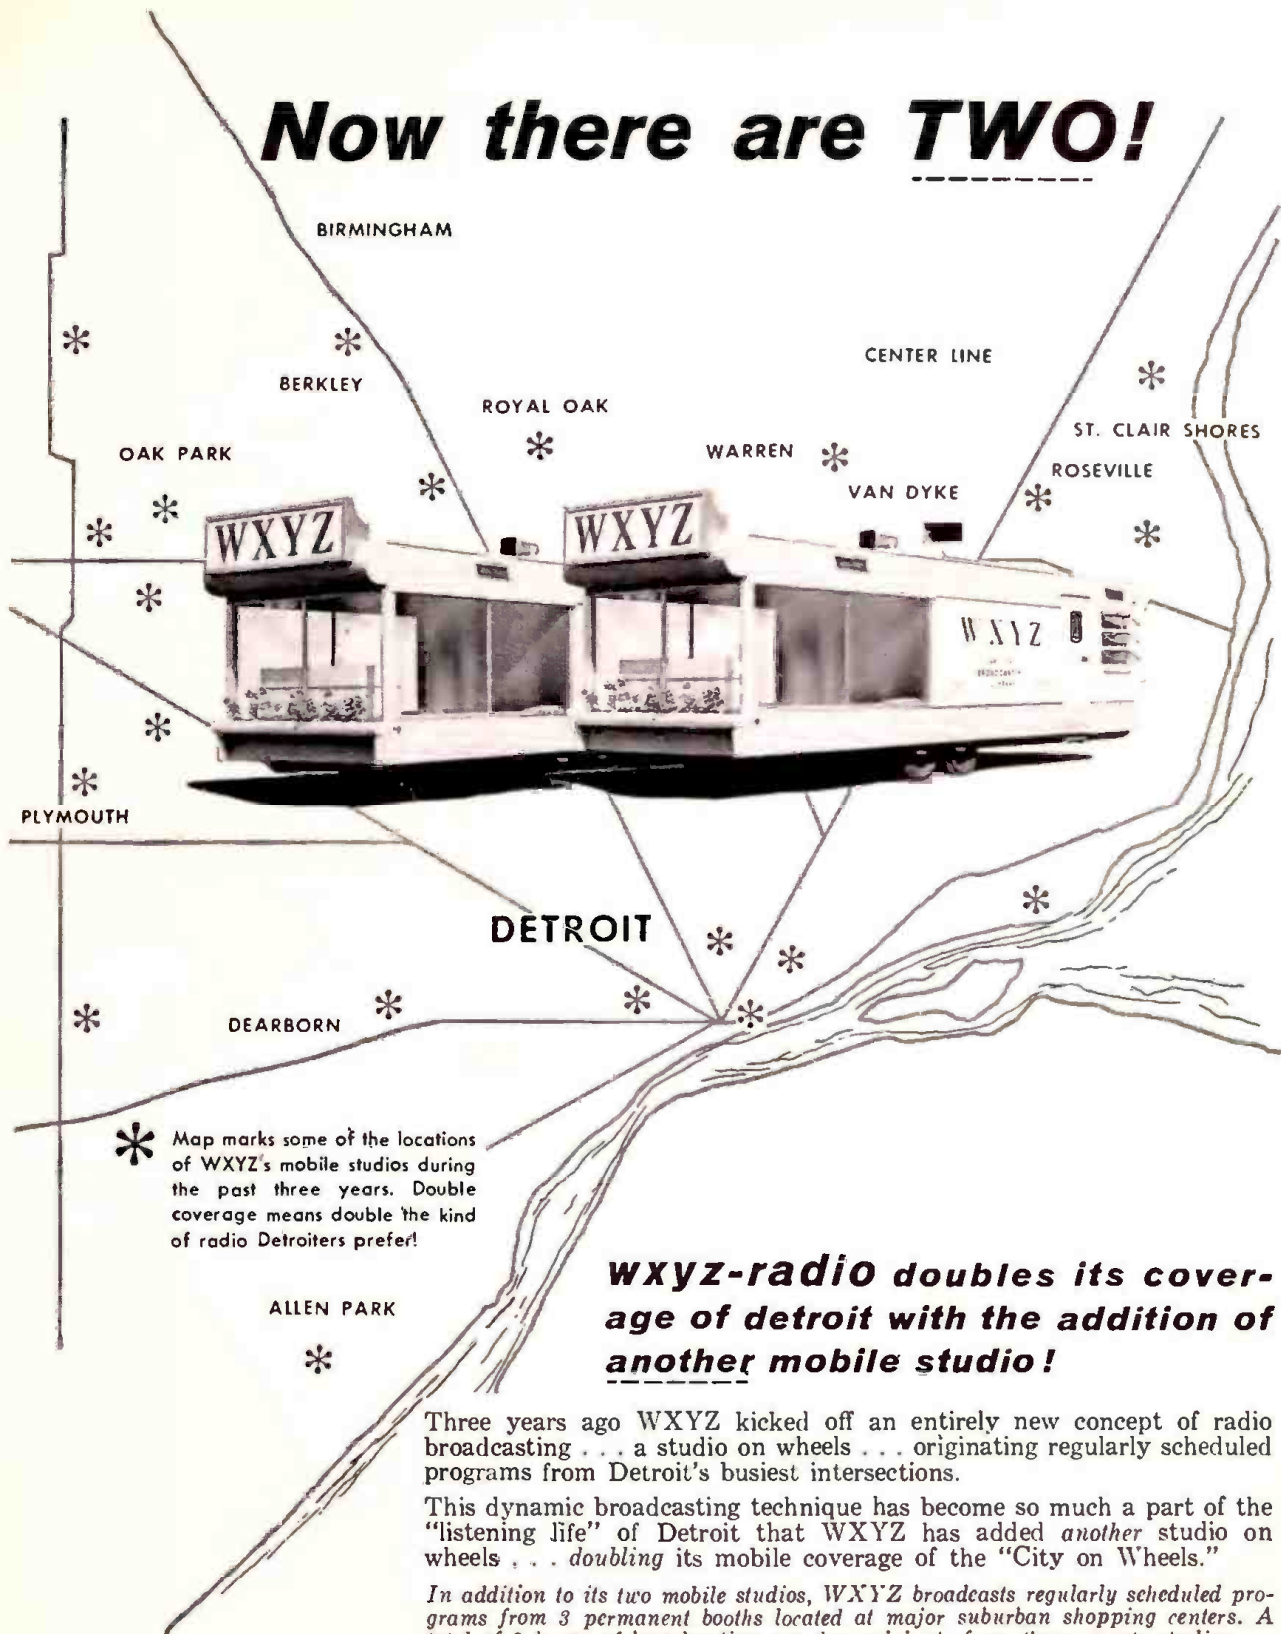 Now there are TWO!
BIRMINGHAM
CENTER LINE
BERKLEY
ROYAL OAK
ST. CLAIR SHORES
OAK PARK
WARREN
ROSEVILLE
VAN DYKE
WXYZ
WXYZ
WXYZ
PLYMOUTH
DETROIT
DEARBORN
Map marks some of the locations
of WXYZ's mobile studios during
the past three years. Double
coverage means double the kind
of radio Detroiters prefer!
ALLEN PARK
wxyz-radio doubles its cover-
age of detroit with the addition of
another mobile studio!
Three years ago WXYZ kicked off an entirely new concept of radio
broadcasting . . . a studio on wheels . . . originating regularly scheduled
programs from Detroit's busiest intersections.
This dynamic broadcasting technique has become so much a part of the
"listening life" of Detroit that WXYZ has added another studio on
wheels . . . doubling its mobile coverage of the "City on Wheels."
In addition to its two mobile studios, WXYZ broadcasts regularly scheduled pro-
grams from 3 permanent booths located at major suburban shopping centers. A